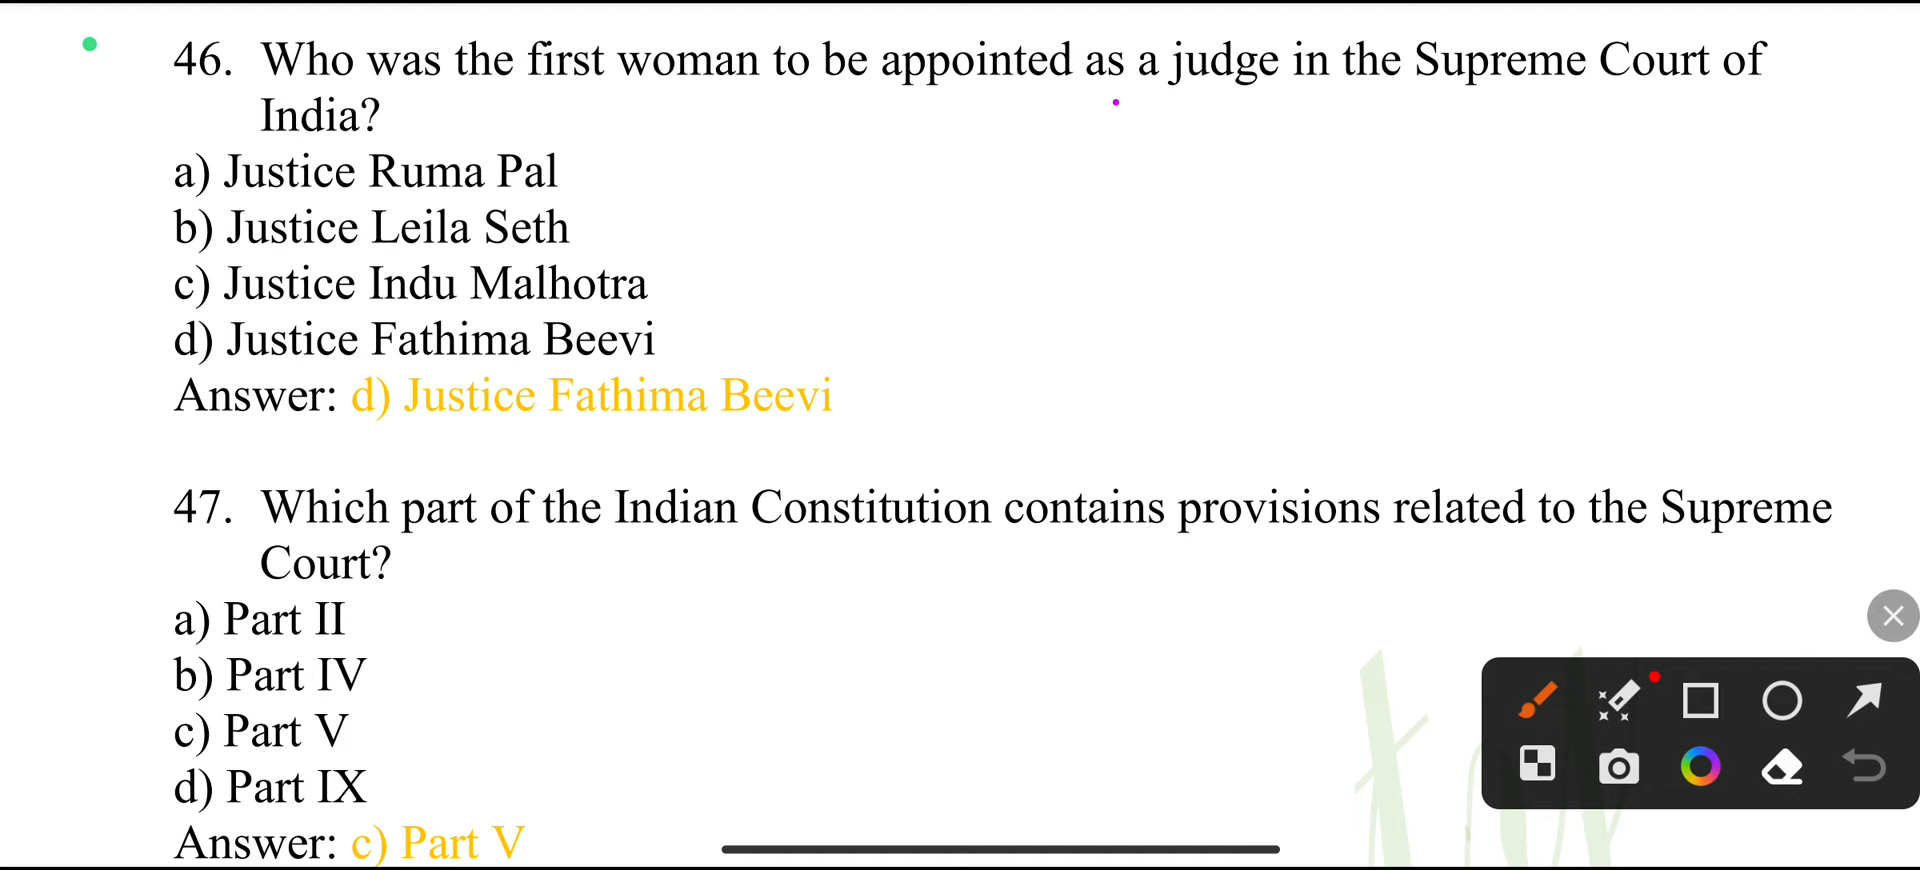 46. Who was the first woman to be appointed as a judge in the Supreme Court of
India?
a) Justice Ruma Pal
b) Justice Leila Seth
c) Justice Indu Malhotra
d) Justice Fathima Beevi
Answer: d) Justice Fathima Beevi
47. Which part of the Indian Constitution contains provisions related to the Supreme
Court?
a) Part II
b) Part IV
c) Part V
d) Part IX
Answer: c) Part V